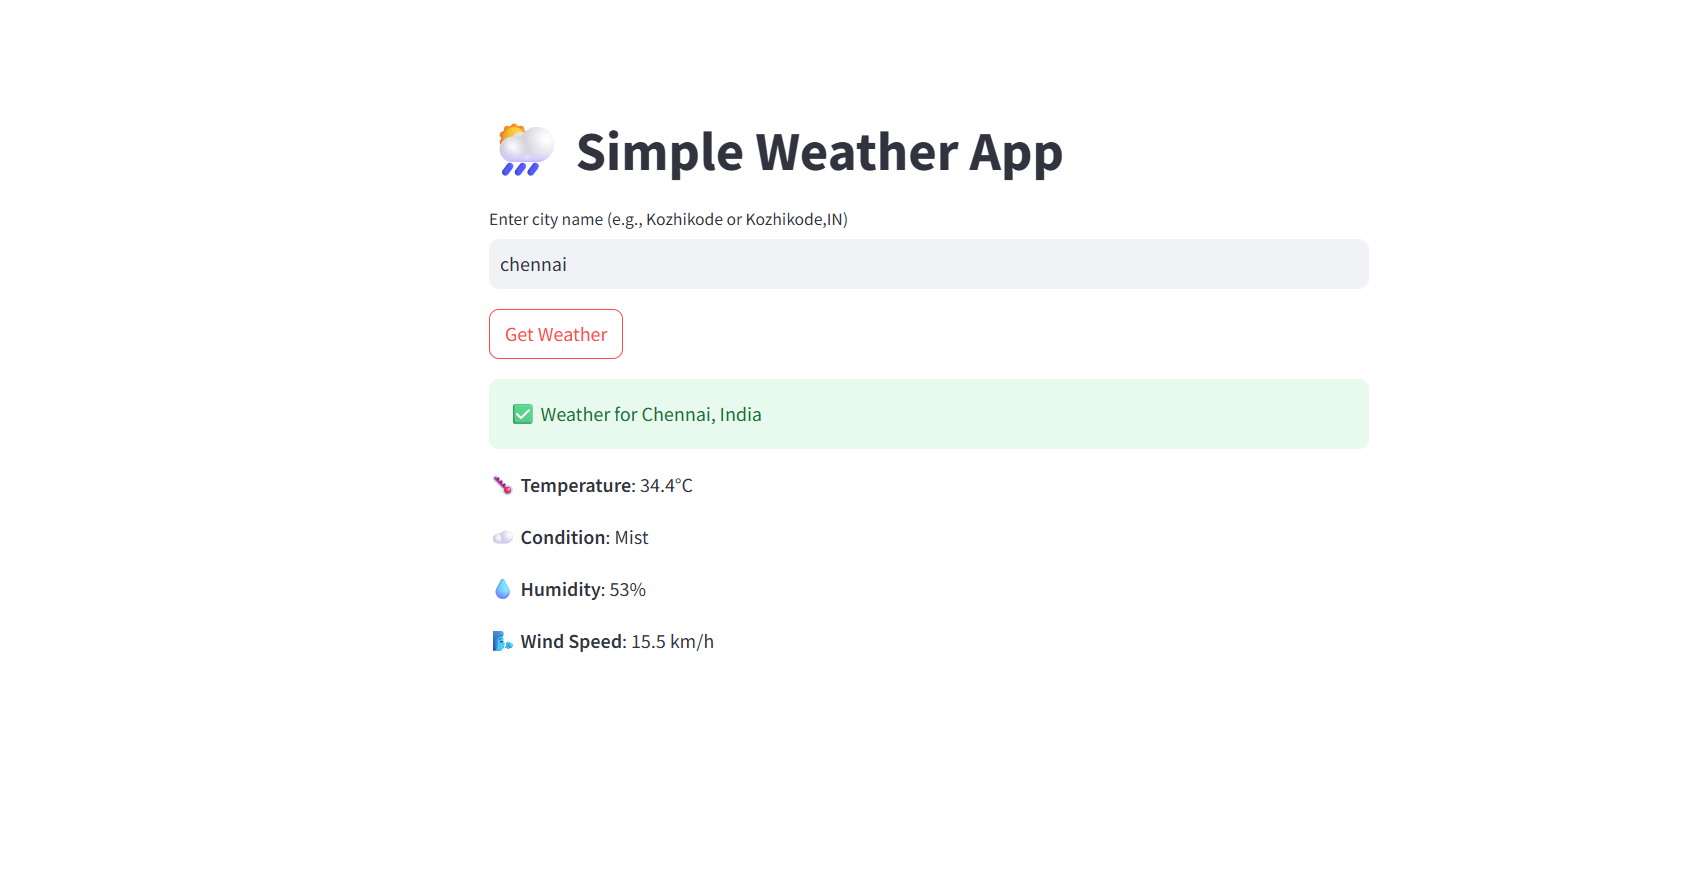 Simple Weather App
Enter city name (e.g., Kozhikode or Kozhikode,IN)
chennai
Get Weather
Weather for Chennai, India
Temperature: 34.4°C
Condition: Mist
Humidity: 53%
Wind Speed: 15.5 km/h